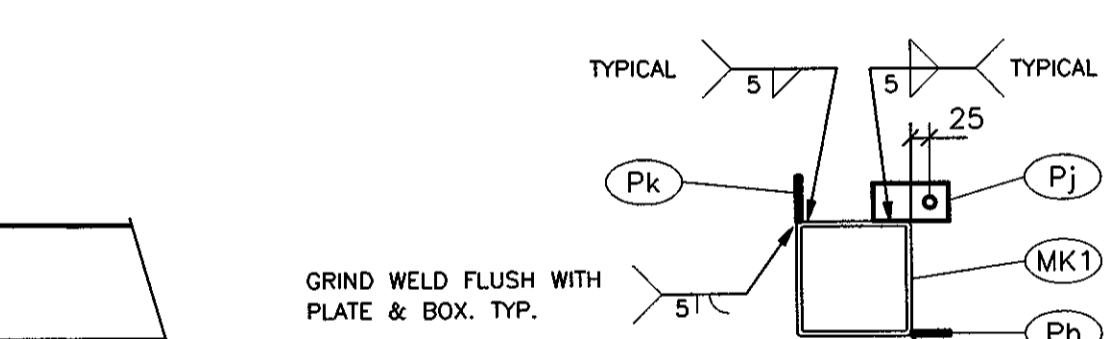 TYPICAL
5
5
TYPICAL
25
Pk
Pj
GRIND WELD FLUSH WITH
PLATE & BOX. TYP.
5
MK1